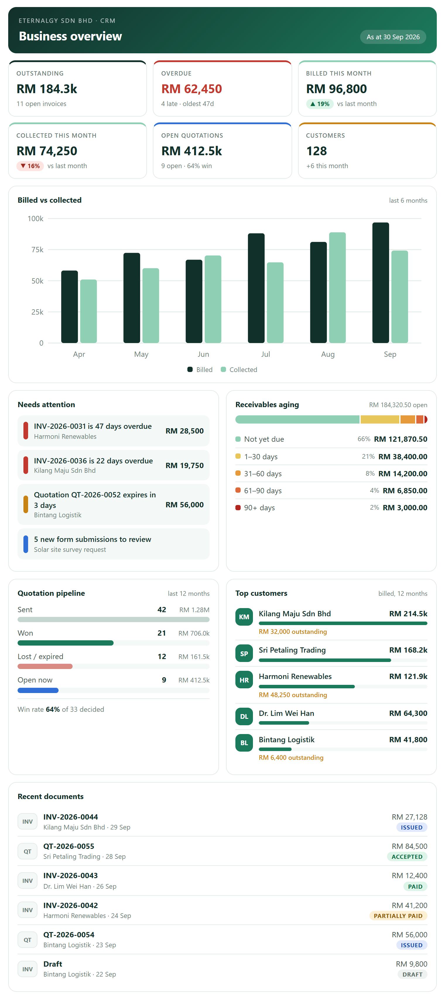 ETERNALGY SDN BHD · CRM
Business overview
As at 30 Sep 2026
OUTSTANDING
RM 184.3k
11 open invoices
OVERDUE
RM 62,450
4 late · oldest 47d
BILLED THIS MONTH
RM 96,800
▲ 19% vs last month
COLLECTED THIS MONTH
RM 74,250
▼ 16% vs last month
OPEN QUOTATIONS
RM 412.5k
9 open · 64% win
CUSTOMERS
128
+6 this month
Billed vs collected
last 6 months
100k
75k
50k
25k
0
Apr May Jun Jul Aug Sep
Billed Collected
Needs attention
INV-2026-0031 is 47 days overdue
Harmoni Renewables
RM 28,500
INV-2026-0036 is 22 days overdue
Kilang Maju Sdn Bhd
RM 19,750
Quotation QT-2026-0052 expires in
3 days
Bintang Logistik
RM 56,000
5 new form submissions to review
Solar site survey request
Receivables aging
RM 184,320.50 open
Not yet due 66% RM 121,870.50
1–30 days 21% RM 38,400.00
31–60 days 8% RM 14,200.00
61–90 days 4% RM 6,850.00
90+ days 2% RM 3,000.00
Quotation pipeline
last 12 months
Sent 42 RM 1.28M
Won 21 RM 706.0k
Lost / expired 12 RM 161.5k
Open now 9 RM 412.5k
Win rate 64% of 33 decided
Top customers
billed, 12 months
KM Kilang Maju Sdn Bhd RM 214.5k
RM 32,000 outstanding
SP Sri Petaling Trading RM 168.2k
HR Harmoni Renewables RM 121.9k
RM 48,250 outstanding
DL Dr. Lim Wei Han RM 64,300
BL Bintang Logistik RM 41,800
RM 6,400 outstanding
Recent documents
INV
INV-2026-0044
Kilang Maju Sdn Bhd · 29 Sep
RM 27,128
ISSUED
QT
QT-2026-0055
Sri Petaling Trading · 28 Sep
RM 84,500
ACCEPTED
INV
INV-2026-0043
Dr. Lim Wei Han · 26 Sep
RM 12,400
PAID
INV
INV-2026-0042
Harmoni Renewables · 24 Sep
RM 41,200
PARTIALLY PAID
QT
QT-2026-0054
Bintang Logistik · 23 Sep
RM 56,000
ISSUED
INV
Draft
Bintang Logistik · 22 Sep
RM 9,800
DRAFT